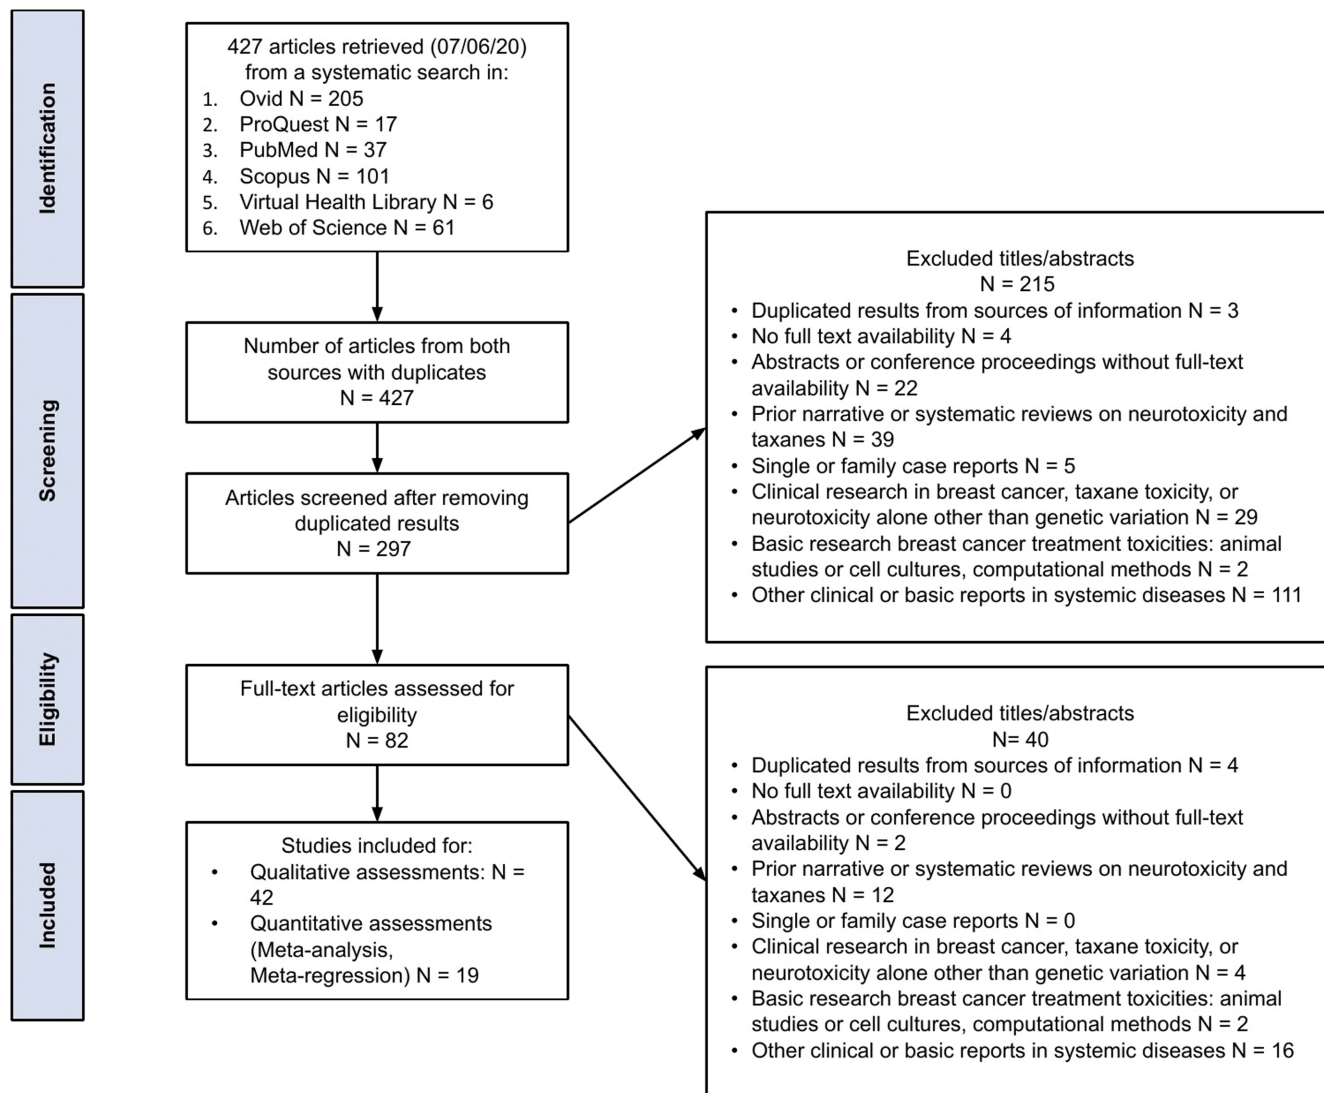 Identification
427 articles retrieved (07/06/20)
from a systematic search in:
1. Ovid N = 205
2. ProQuest N = 17
3. PubMed N = 37
4. Scopus N = 101
5. Virtual Health Library N = 6
6. Web of Science N = 61
Screening
Number of articles from both
sources with duplicates
N = 427
Articles screened after removing
duplicated results
N = 297
Excluded titles/abstracts
N = 215
• Duplicated results from sources of information N = 3
• No full text availability N = 4
• Abstracts or conference proceedings without full-text
availability N = 22
• Prior narrative or systematic reviews on neurotoxicity and
taxanes N = 39
• Single or family case reports N = 5
• Clinical research in breast cancer, taxane toxicity, or
neurotoxicity alone other than genetic variation N = 29
• Basic research breast cancer treatment toxicities: animal
studies or cell cultures, computational methods N = 2
• Other clinical or basic reports in systemic diseases N = 111
Eligibility
Full-text articles assessed for
eligibility
N = 82
Excluded titles/abstracts
N= 40
• Duplicated results from sources of information N = 4
• No full text availability N = 0
• Abstracts or conference proceedings without full-text
availability N = 2
• Prior narrative or systematic reviews on neurotoxicity and
taxanes N = 12
• Single or family case reports N = 0
• Clinical research in breast cancer, taxane toxicity, or
neurotoxicity alone other than genetic variation N = 4
• Basic research breast cancer treatment toxicities: animal
studies or cell cultures, computational methods N = 2
• Other clinical or basic reports in systemic diseases N = 16
Included
Studies included for:
• Qualitative assessments: N =
42
• Quantitative assessments
(Meta-analysis,
Meta-regression) N = 19